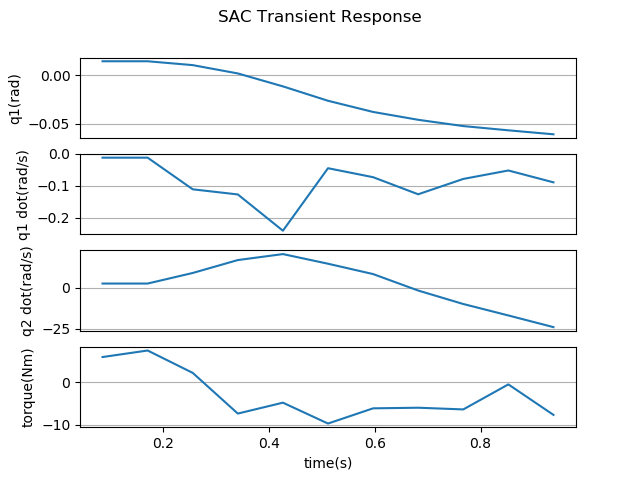 SAC Transient Response
q1(rad)
0.00
−0.05
q1 dot(rad/s)
0.0
−0.1
−0.2
q2 dot(rad/s)
0
−25
torque(Nm)
0
−10
0.2 0.4 0.6 0.8
time(s)